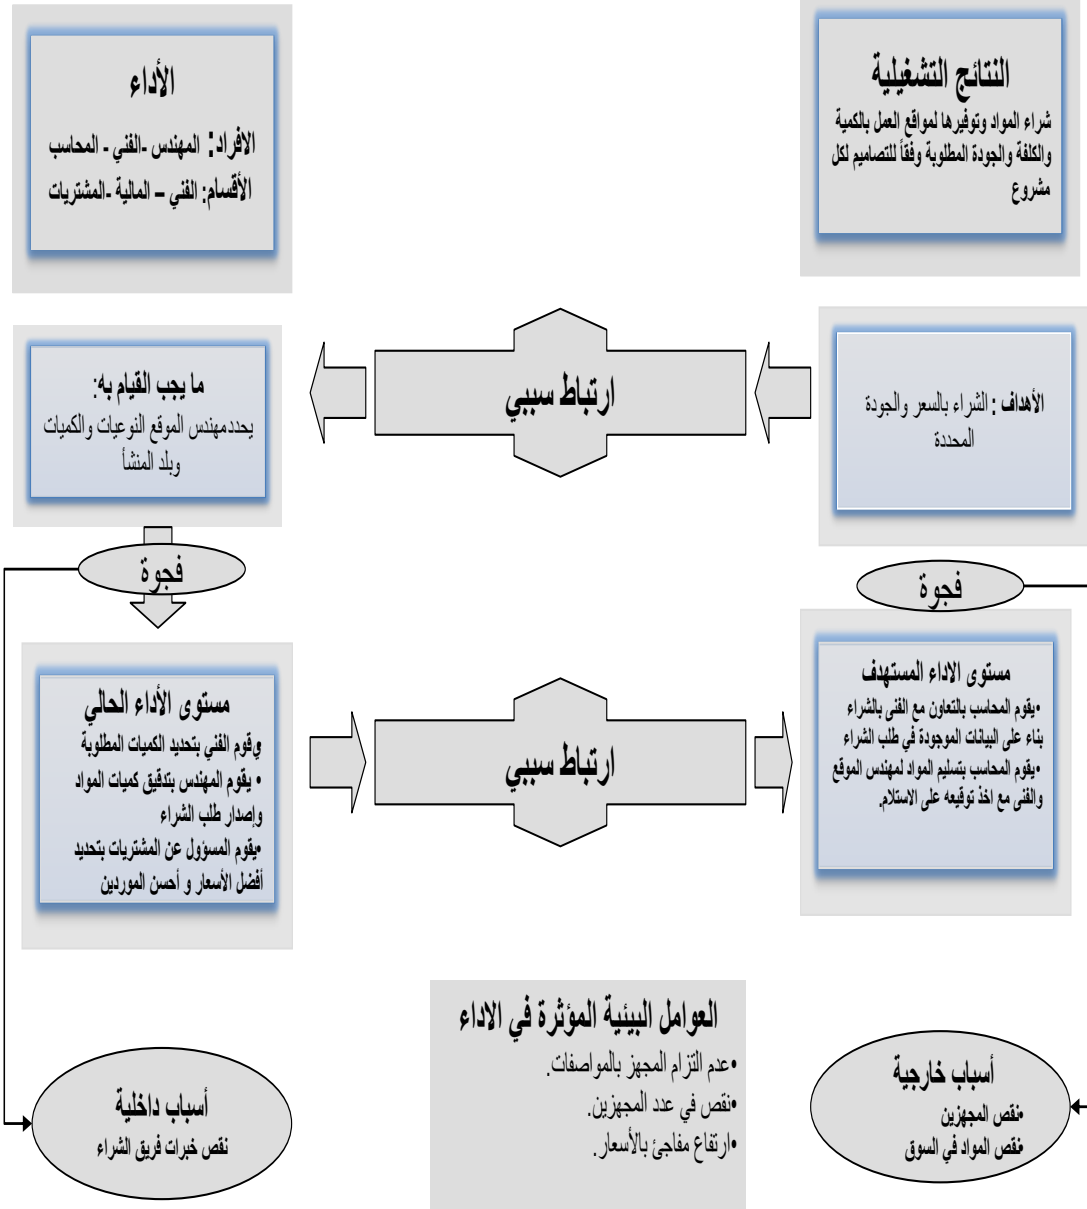 النتائج التشغيلية
شراء المواد وتوفيرها لمواقع العمل بالكمية
والكلفة والجودة المطلوبة وفقاً للتصاميم لكل
مشروع
الأداء
الافراد: المهندس -الفني - المحاسب
الأقسام: الفني – المالية -المشتريات
الأهداف : الشراء بالسعر والجودة
المحددة
ارتباط سببي
ما يجب القيام به:
يحددمهندس الموقع النوعيات والكميات
وبلد المنشأ
فجوة
فجوة
مستوى الاداء المستهدف
•يقوم المحاسب بالتعاون مع الفنى بالشراء
بناء على البيانات الموجودة في طلب الشراء
•يقوم المحاسب بتسليم المواد لمهندس الموقع
والفنى مع اخذ توقيعه على الاستلام.
ارتباط سببي
مستوى الأداء الحالي
يقوم الفني بتحديد الكميات المطلوبة
• يقوم المهندس بتدقيق كميات المواد
وإصدار طلب الشراء
•يقوم المسؤول عن المشتريات بتحديد
أفضل الأسعار و أحسن الموردين
أسباب خارجية
•نقص المجهزين
•نقص المواد في السوق
العوامل البيئية المؤثرة في الاداء
•عدم التزام المجهز بالمواصفات.
•نقص في عدد المجهزين.
•ارتفاع مفاجئ بالأسعار.
أسباب داخلية
نقص خبرات فريق الشراء